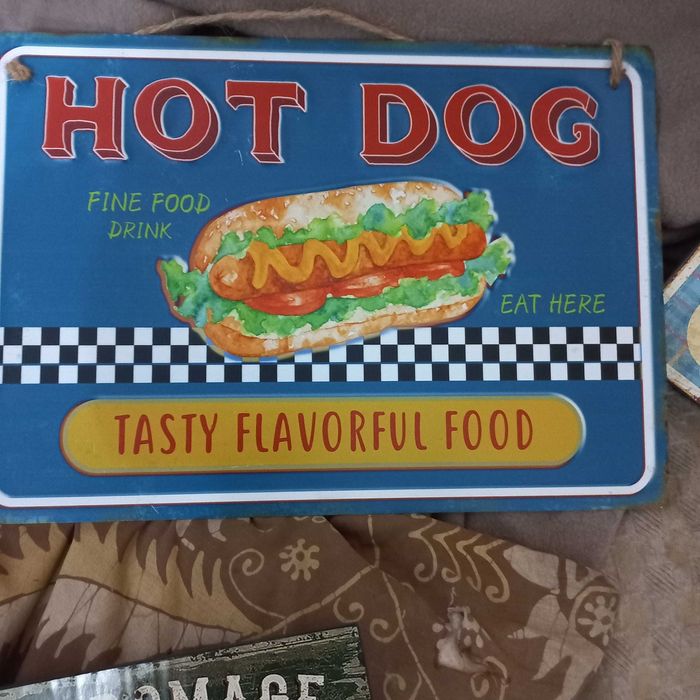 HOT DOG
FINE FOOD
DRINK
EAT HERE
TASTY FLAVORFUL FOOD